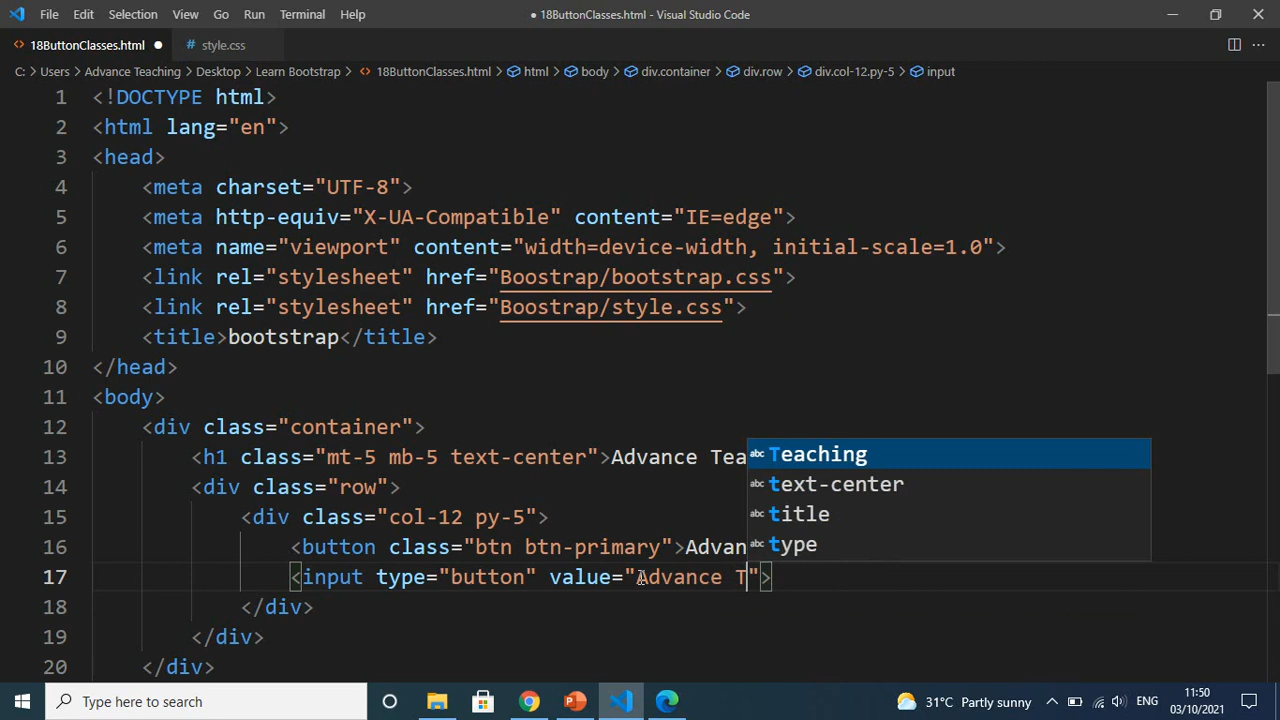 File Edit Selection View Go Run Terminal Help ● 18ButtonClasses.html - Visual Studio Code
<> 18ButtonClasses.html ● # style.css
C: > Users > Advance Teaching > Desktop > Learn Bootstrap > <> 18ButtonClasses.html > html > body > div.container > div.row > div.col-12.py-5 > input
1 <!DOCTYPE html>
2 <html lang="en">
3 <head>
4 <meta charset="UTF-8">
5 <meta http-equiv="X-UA-Compatible" content="IE=edge">
6 <meta name="viewport" content="width=device-width, initial-scale=1.0">
7 <link rel="stylesheet" href="Boostrap/bootstrap.css">
8 <link rel="stylesheet" href="Boostrap/style.css">
9 <title>bootstrap</title>
10 </head>
11 <body>
12 <div class="container">
13 <h1 class="mt-5 mb-5 text-center">Advance Tea
14 <div class="row">
15 <div class="col-12 py-5">
16 <button class="btn btn-primary">Advan
17 <input type="button" value="Advance T">
18 </div>
19 </div>
20 </div>
abc Teaching
abc text-center
abc title
abc type
Type here to search
31°C Partly sunny
ENG
11:50
03/10/2021